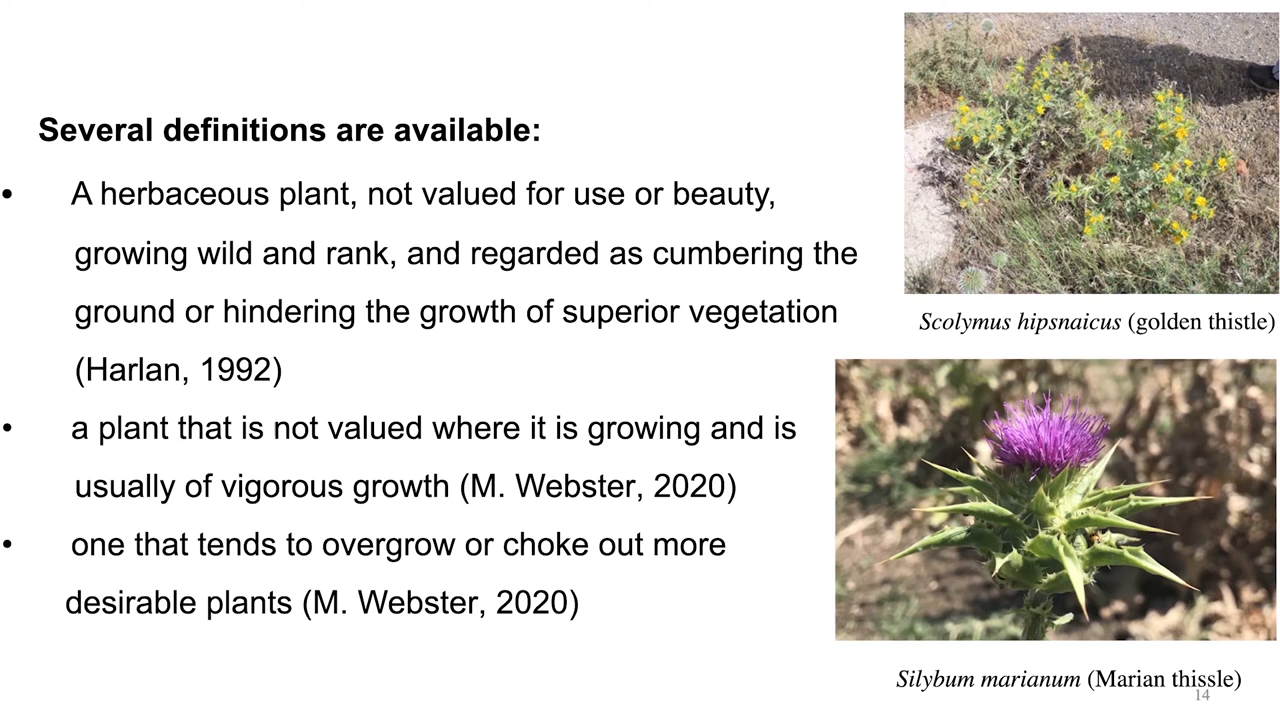 Several definitions are available:
• A herbaceous plant, not valued for use or beauty,
growing wild and rank, and regarded as cumbering the
ground or hindering the growth of superior vegetation
(Harlan, 1992)
• a plant that is not valued where it is growing and is
usually of vigorous growth (M. Webster, 2020)
• one that tends to overgrow or choke out more
desirable plants (M. Webster, 2020)
Scolymus hipsnaicus (golden thistle)
Silybum marianum (Marian thissle)
14